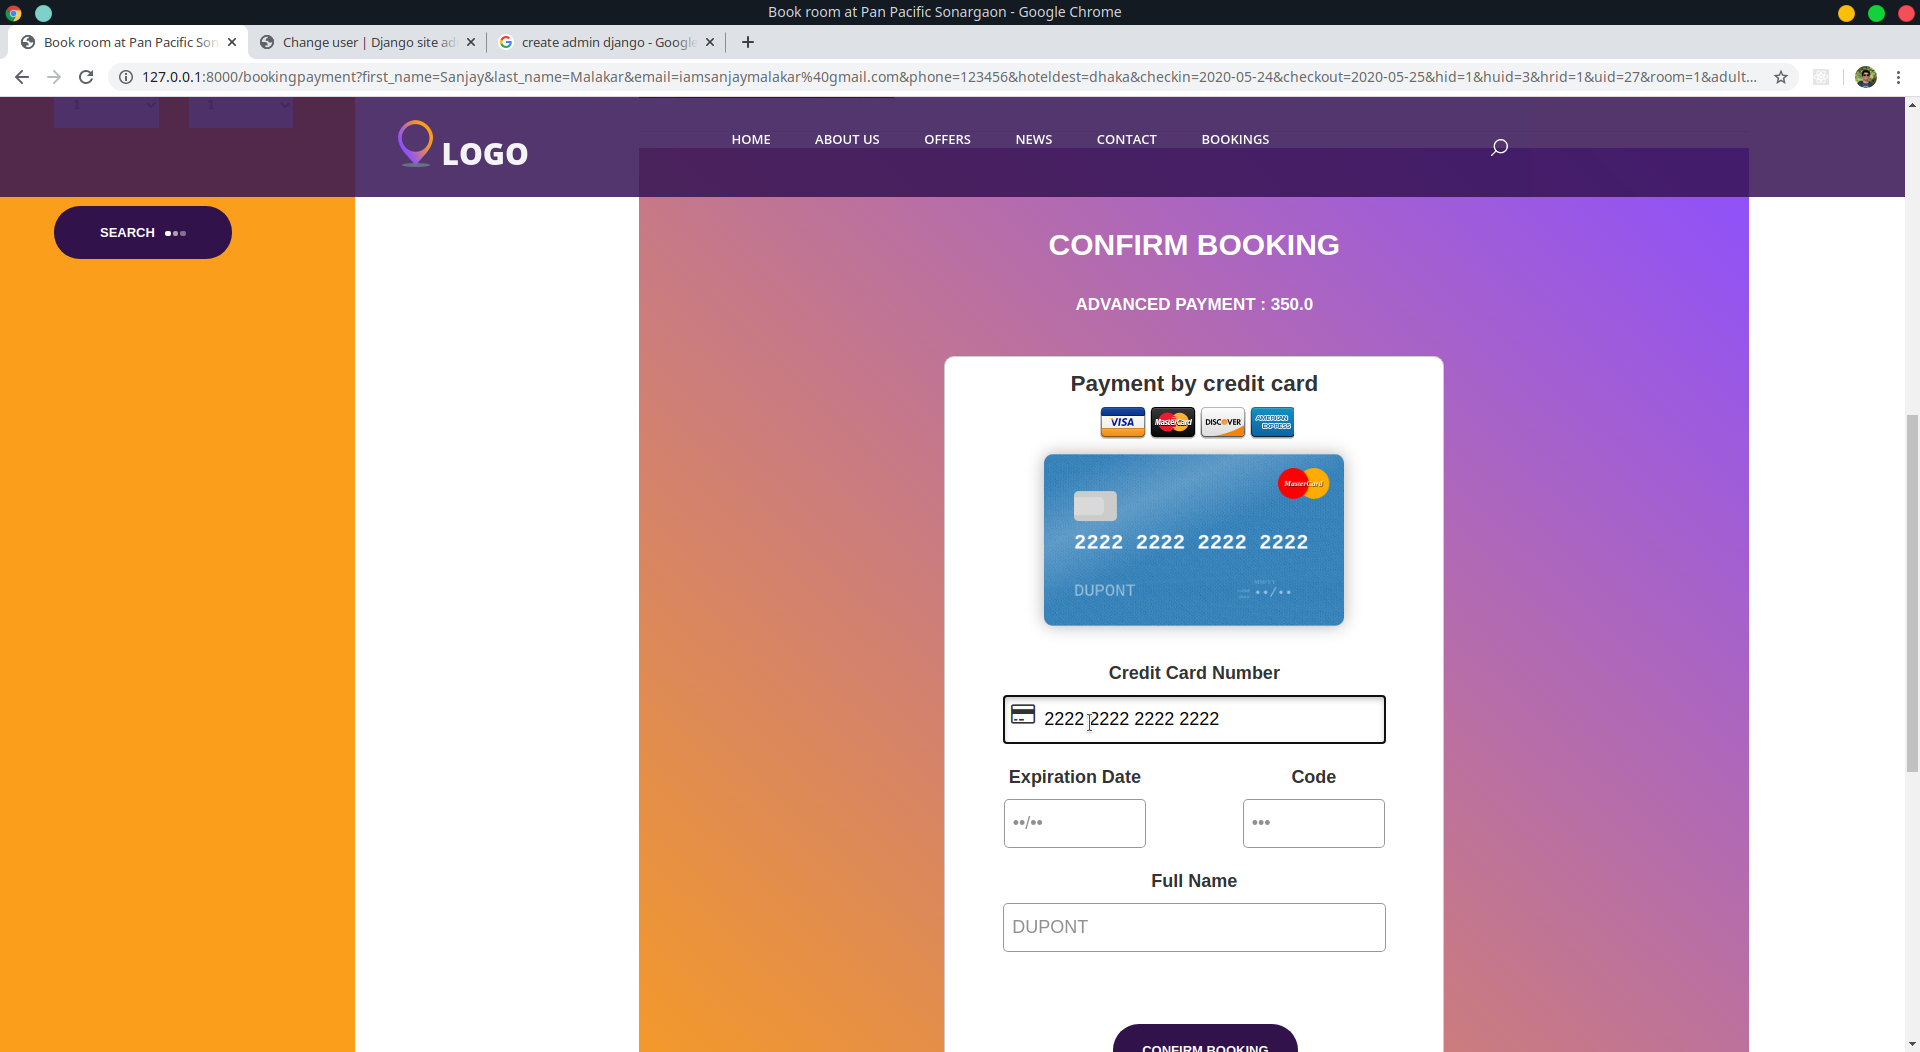 Book room at Pan Pacific Sonargaon - Google Chrome
Book room at Pan Pacific Son
Change user | Django site ad
create admin django - Google
127.0.0.1:8000/bookingpayment?first_name=Sanjay&last_name=Malakar&email=iamsanjaymalakar%40gmail.com&phone=123456&hoteldest=dhaka&checkin=2020-05-24&checkout=2020-05-25&hid=1&huid=3&hrid=1&uid=27&room=1&adult...
1 1
LOGO
HOME ABOUT US OFFERS NEWS CONTACT BOOKINGS
SEARCH
CONFIRM BOOKING
ADVANCED PAYMENT : 350.0
Payment by credit card
VISA MasterCard DISCOVER AMERICAN EXPRESS
MasterCard
2222 2222 2222 2222
DUPONT ••/••
Credit Card Number
2222 2222 2222 2222
Expiration Date Code
••/•• •••
Full Name
DUPONT
CONFIRM BOOKING